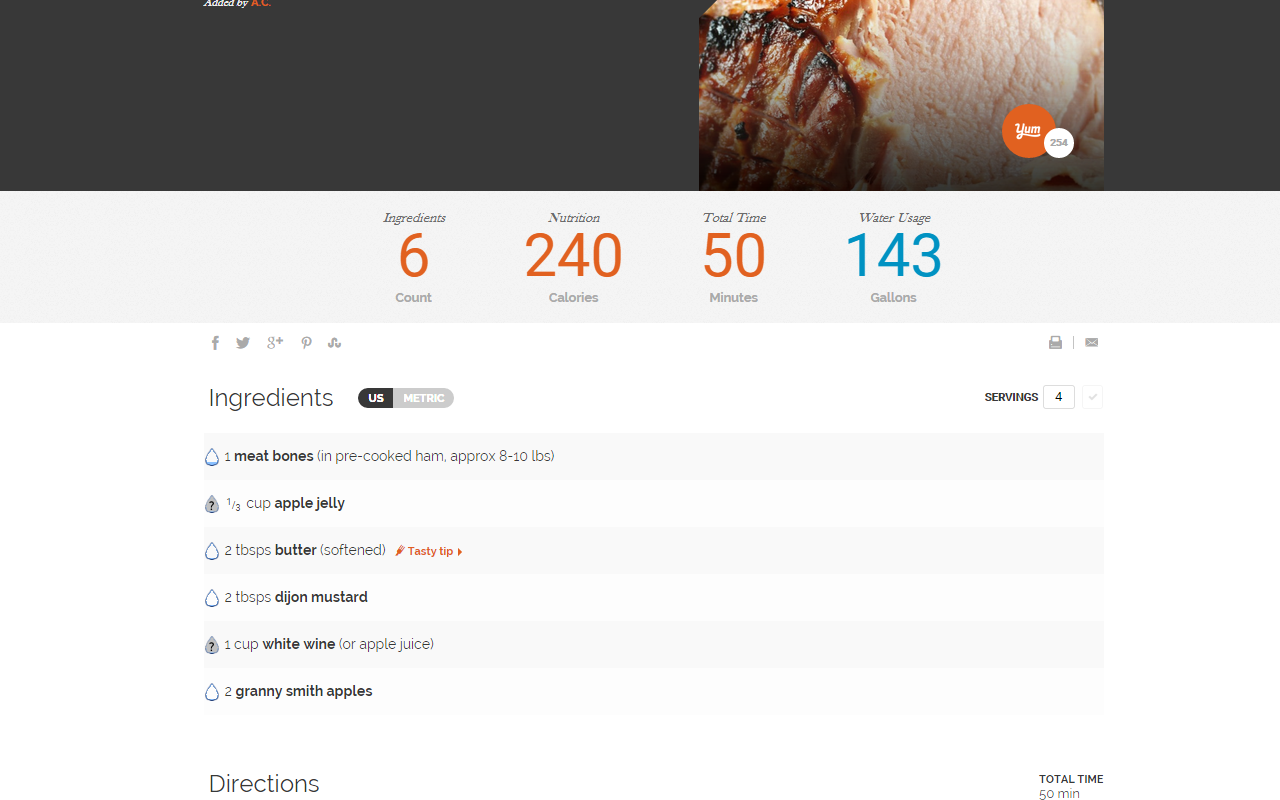 Added by A.C.
Yum
254
Ingredients Nutrition Total Time Water Usage
6 240 50 143
Count Calories Minutes Gallons
Ingredients US METRIC SERVINGS 4
1 meat bones (in pre-cooked ham, approx 8-10 lbs)
? 1/3 cup apple jelly
2 tbsps butter (softened) Tasty tip
2 tbsps dijon mustard
? 1 cup white wine (or apple juice)
2 granny smith apples
Directions TOTAL TIME
50 min